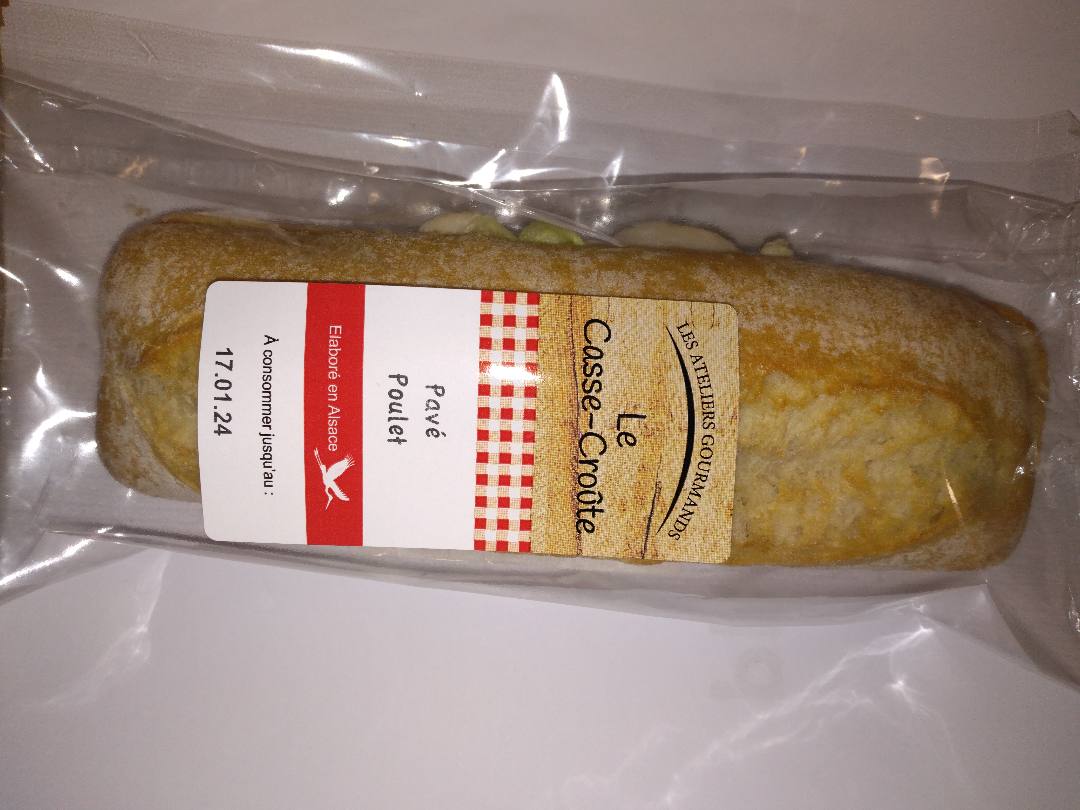 LES ATELIERS GOURMANDS
Le
Casse-Croûte
Pavé
Poulet
Elaboré en Alsace
À consommer jusqu'au :
17.01.24